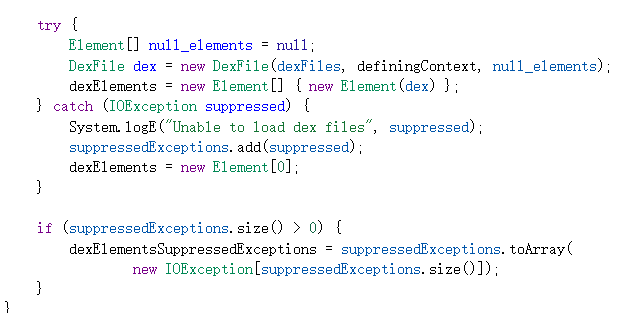 try {
Element[] null_elements = null;
DexFile dex = new DexFile(dexFiles, definingContext, null_elements);
dexElements = new Element[] { new Element(dex) };
} catch (IOException suppressed) {
System.logE("Unable to load dex files", suppressed);
suppressedExceptions.add(suppressed);
dexElements = new Element[0];
}
if (suppressedExceptions.size() > 0) {
dexElementsSuppressedExceptions = suppressedExceptions.toArray(
new IOException[suppressedExceptions.size()]);
}
}